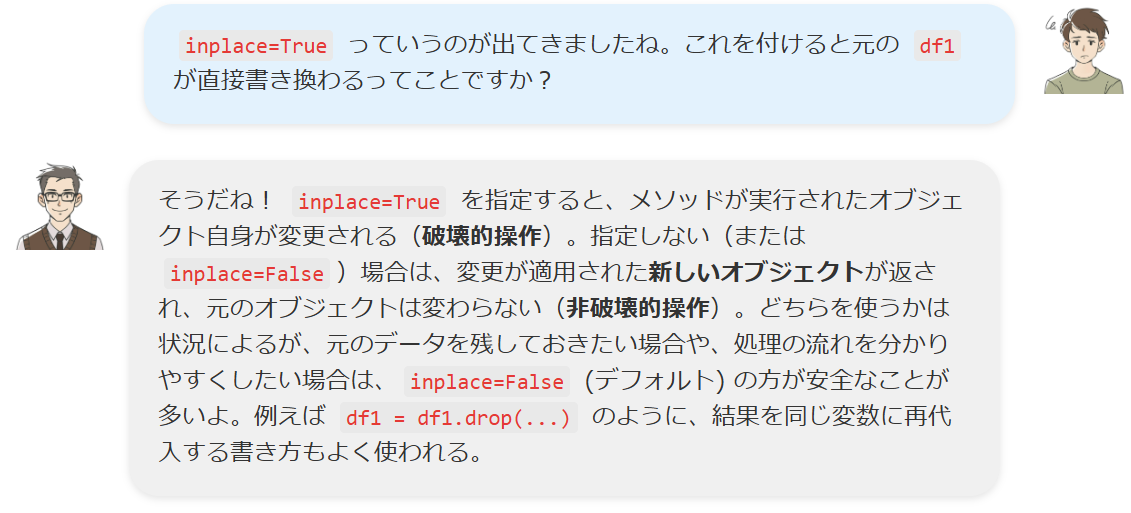 inplace=True っていうのが出てきましたね。これを付けると元の df1
が直接書き換わるってことですか？
そうだね！ inplace=True を指定すると、メソッドが実行されたオブジェ
クト自身が変更される（破壊的操作）。指定しない（または
inplace=False ）場合は、変更が適用された新しいオブジェクトが返さ
れ、元のオブジェクトは変わらない（非破壊的操作）。どちらを使うかは
状況によるが、元のデータを残しておきたい場合や、処理の流れを分かり
やすくしたい場合は、 inplace=False (デフォルト) の方が安全なことが
多いよ。例えば df1 = df1.drop(...) のように、結果を同じ変数に再代
入する書き方もよく使われる。